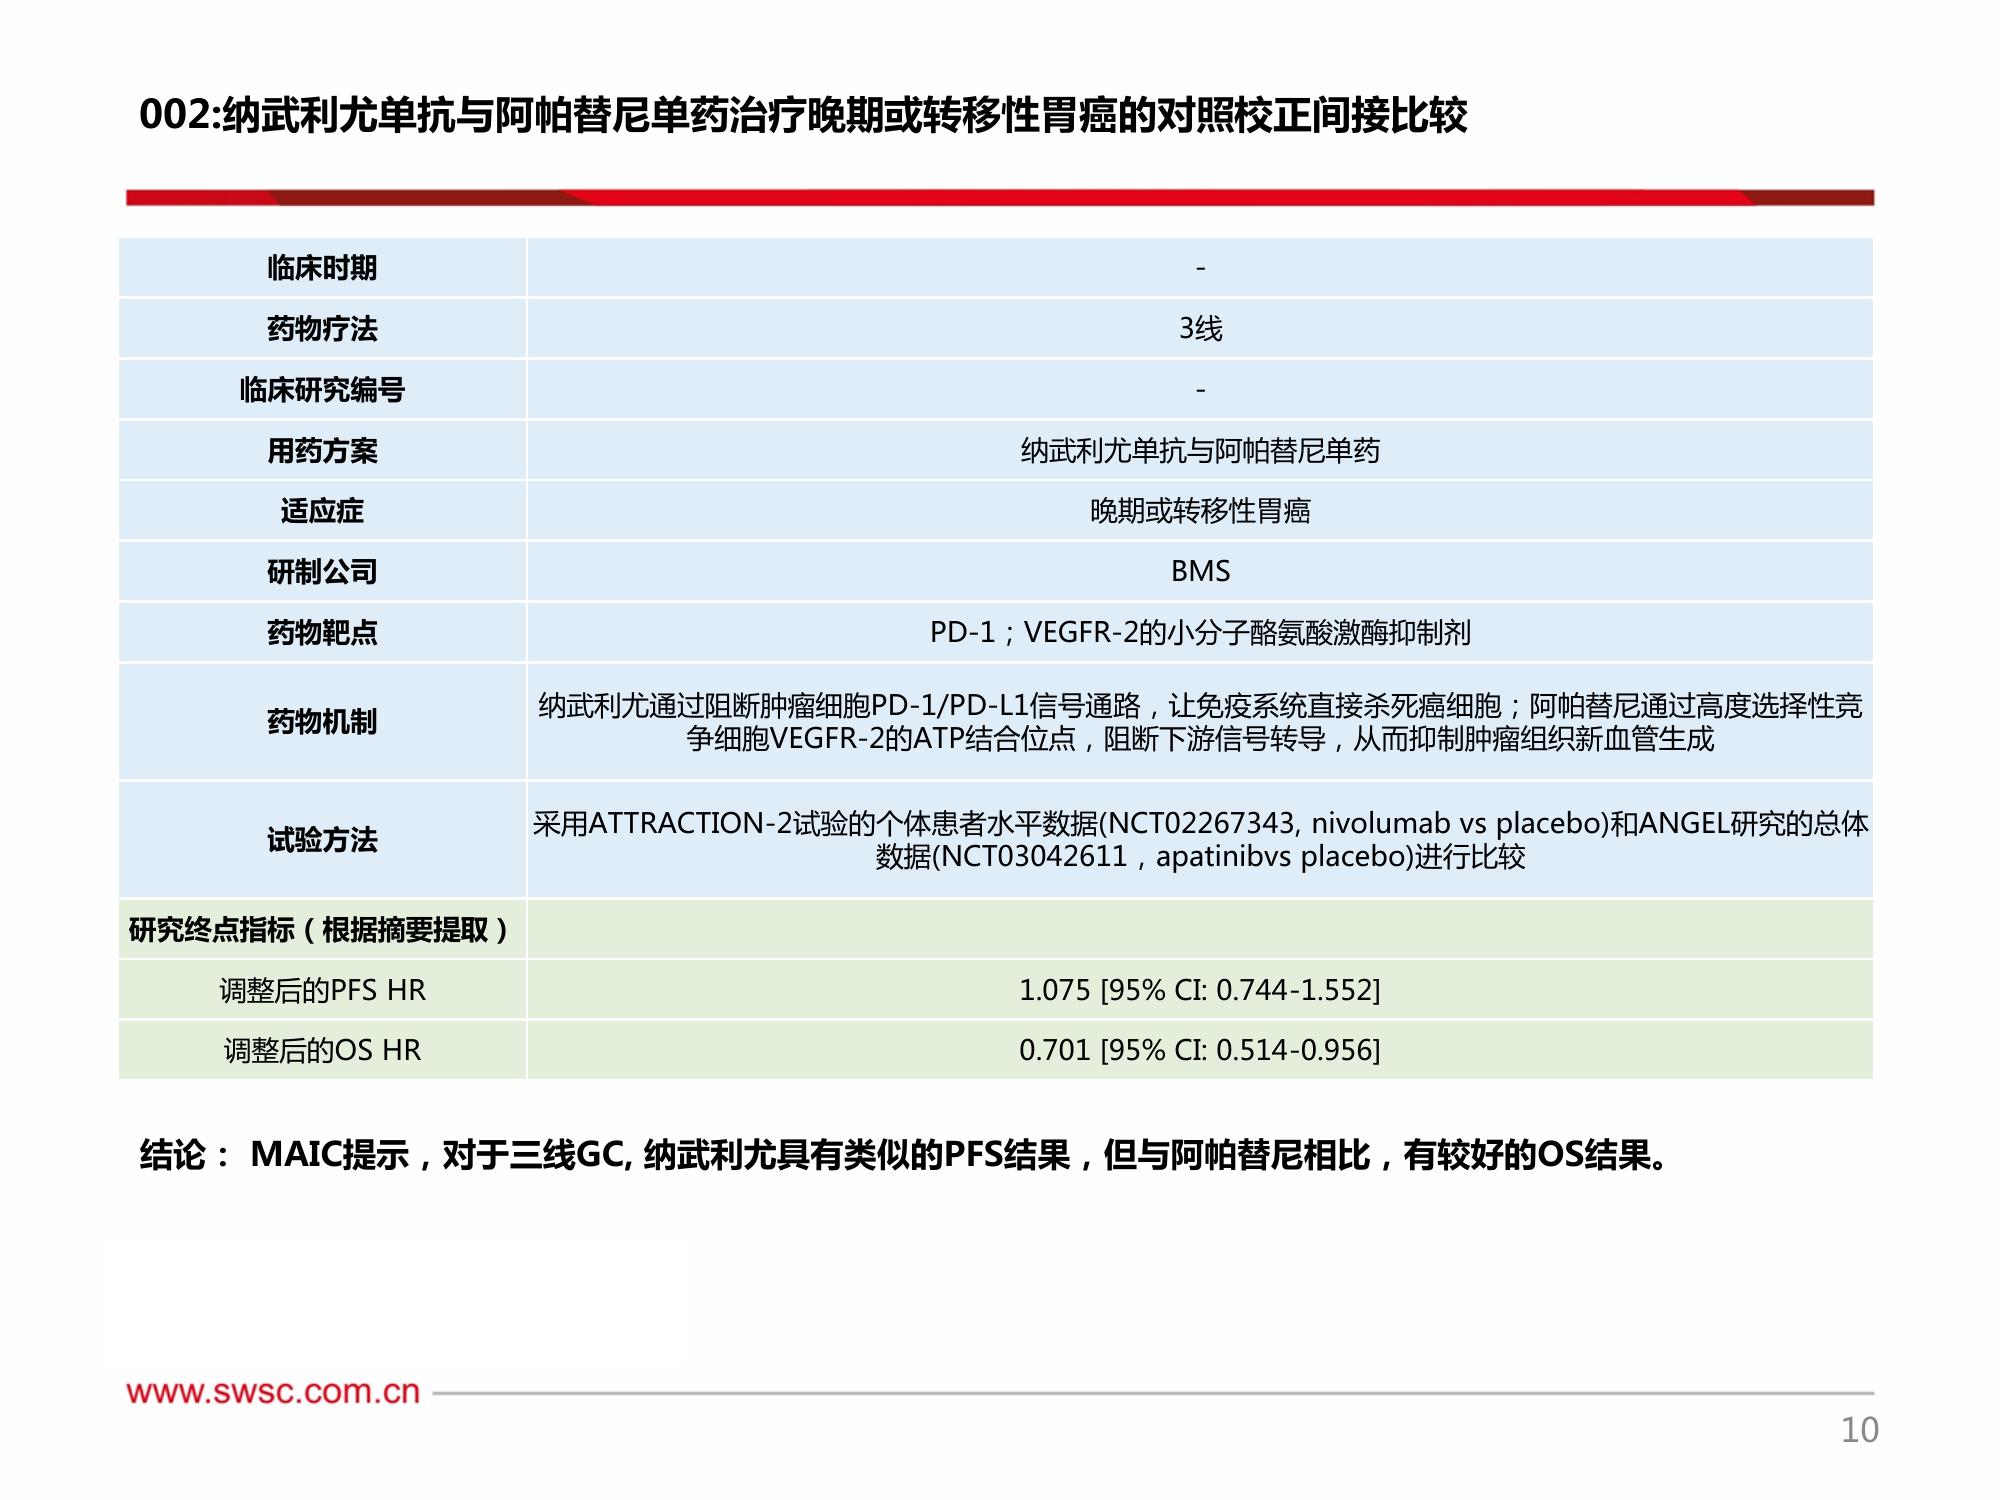 002:纳武利尤单抗与阿帕替尼单药治疗晚期或转移性胃癌的对照校正间接比较
临床时期
-
药物疗法
3线
临床研究编号
-
用药方案
纳武利尤单抗与阿帕替尼单药
适应症
晚期或转移性胃癌
研制公司
BMS
药物靶点
PD-1；VEGFR-2的小分子酪氨酸激酶抑制剂
药物机制
纳武利尤通过阻断肿瘤细胞PD-1/PD-L1信号通路，让免疫系统直接杀死癌细胞；阿帕替尼通过高度选择性竞
争细胞VEGFR-2的ATP结合位点，阻断下游信号转导，从而抑制肿瘤组织新血管生成
试验方法
采用ATTRACTION-2试验的个体患者水平数据(NCT02267343, nivolumab vs placebo)和ANGEL研究的总体
数据(NCT03042611，apatinibvs placebo)进行比较
研究终点指标（根据摘要提取）
调整后的PFS HR
1.075 [95% CI: 0.744-1.552]
调整后的OS HR
0.701 [95% CI: 0.514-0.956]
结论： MAIC提示，对于三线GC, 纳武利尤具有类似的PFS结果，但与阿帕替尼相比，有较好的OS结果。
www.swsc.com.cn
10